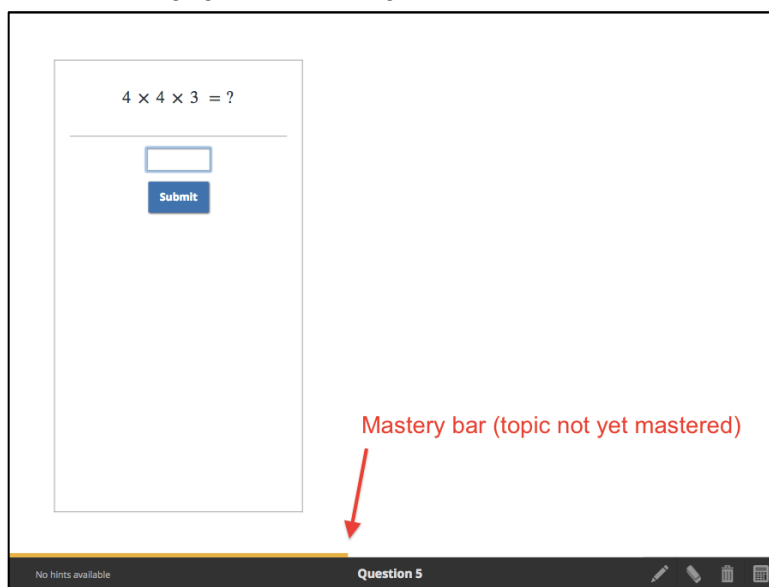 4 × 4 × 3 = ?
Submit
Mastery bar (topic not yet mastered)
No hints available
Question 5